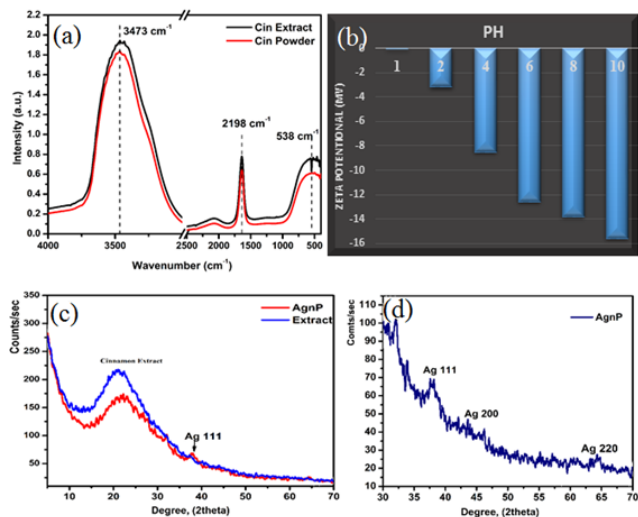 (a)
3473 cm-1
Cin Extract
Cin Powder
2198 cm-1
538 cm-1
Intensity (a.u.)
2.2
2.0
1.8
1.6
1.4
1.2
1.0
0.8
0.6
0.4
0.2
0.0
4000 3500 2500 2000 1500 1000 500
Wavenumber (cm-1)
(b)
PH
1 2 4 6 8 10
ZETA POTENTIONAL (MV)
0
-2
-4
-6
-8
-10
-12
-14
-16
(c)
AgnP
Extract
Cinnamon Extract
Ag 111
Counts/sec
350
300
250
200
150
100
50
10 20 30 40 50 60 70
Degree, (2theta)
(d)
AgnP
Ag 111
Ag 200
Ag 220
100
90
80
70
60
50
40
30
20
10
30 35 40 45 50 55 60 65 70
Degree, (2theta)